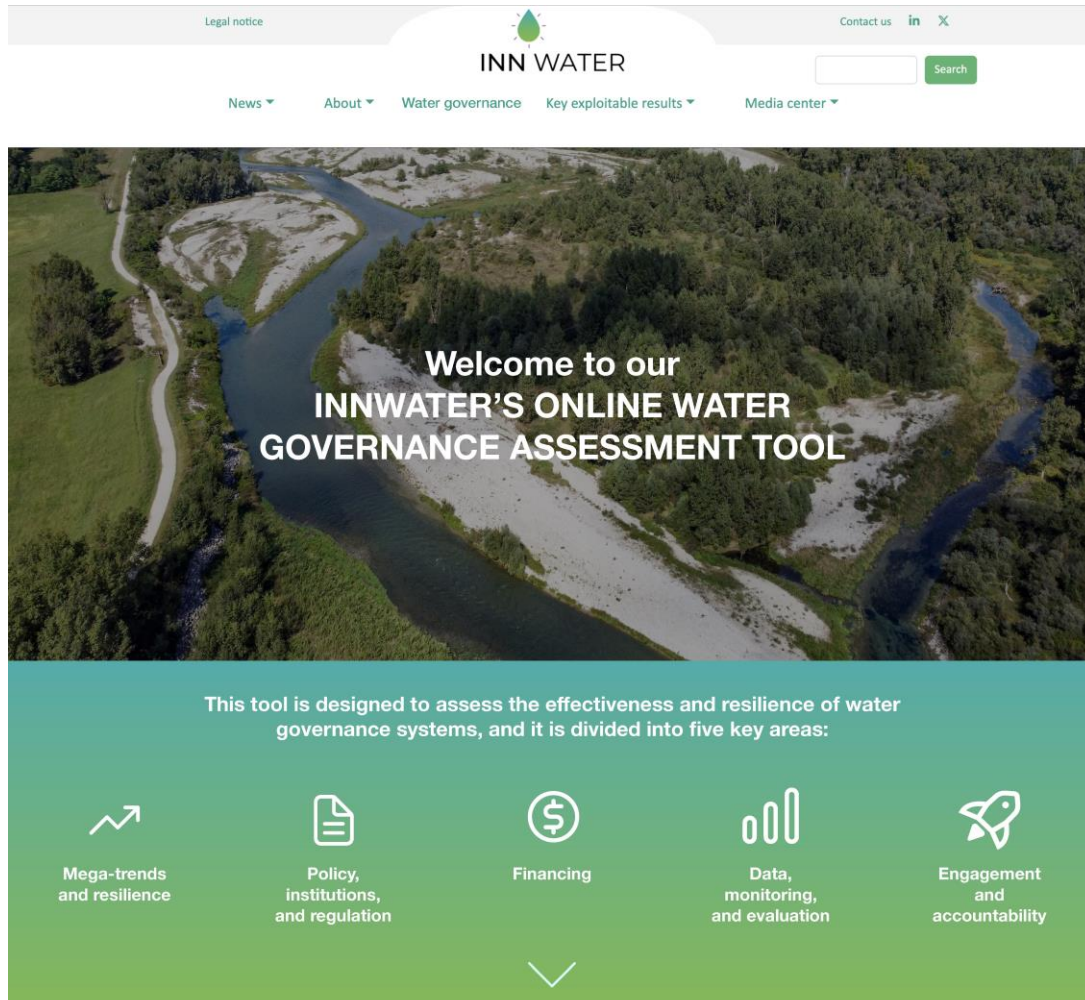 Legal notice
Contact us
in X
INN WATER
Search
News
About
Water governance
Key exploitable results
Media center
Welcome to our
INNWATER'S ONLINE WATER
GOVERNANCE ASSESSMENT TOOL
This tool is designed to assess the effectiveness and resilience of water
governance systems, and it is divided into five key areas:
Mega-trends
and resilience
Policy,
institutions,
and regulation
Financing
Data,
monitoring,
and evaluation
Engagement
and
accountability